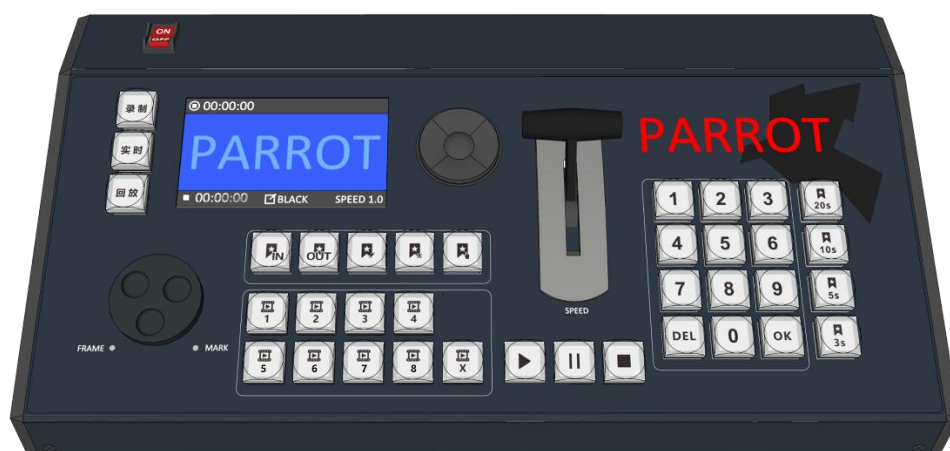 ON
OFF
录制
实时
回放
00:00:00
PARROT
00:00:00 BLACK SPEED 1.0
PARROT
IN
OUT
1 2 3 4
5 6 7 8 X
FRAME
MARK
SPEED
1 2 3 20s
4 5 6 10s
7 8 9 5s
DEL 0 OK 3s